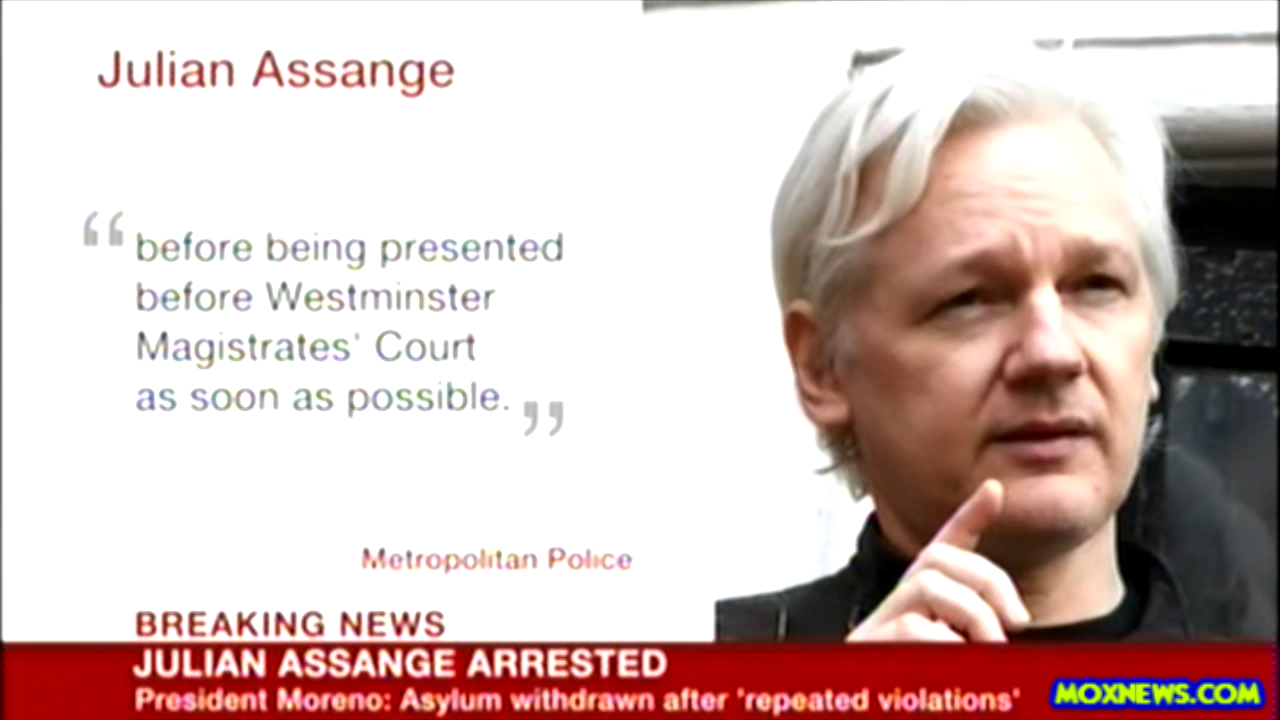 Julian Assange
“ before being presented
before Westminster
Magistrates' Court
as soon as possible. ”
Metropolitan Police
BREAKING NEWS
JULIAN ASSANGE ARRESTED
President Moreno: Asylum withdrawn after 'repeated violations'
MOXNEWS.COM